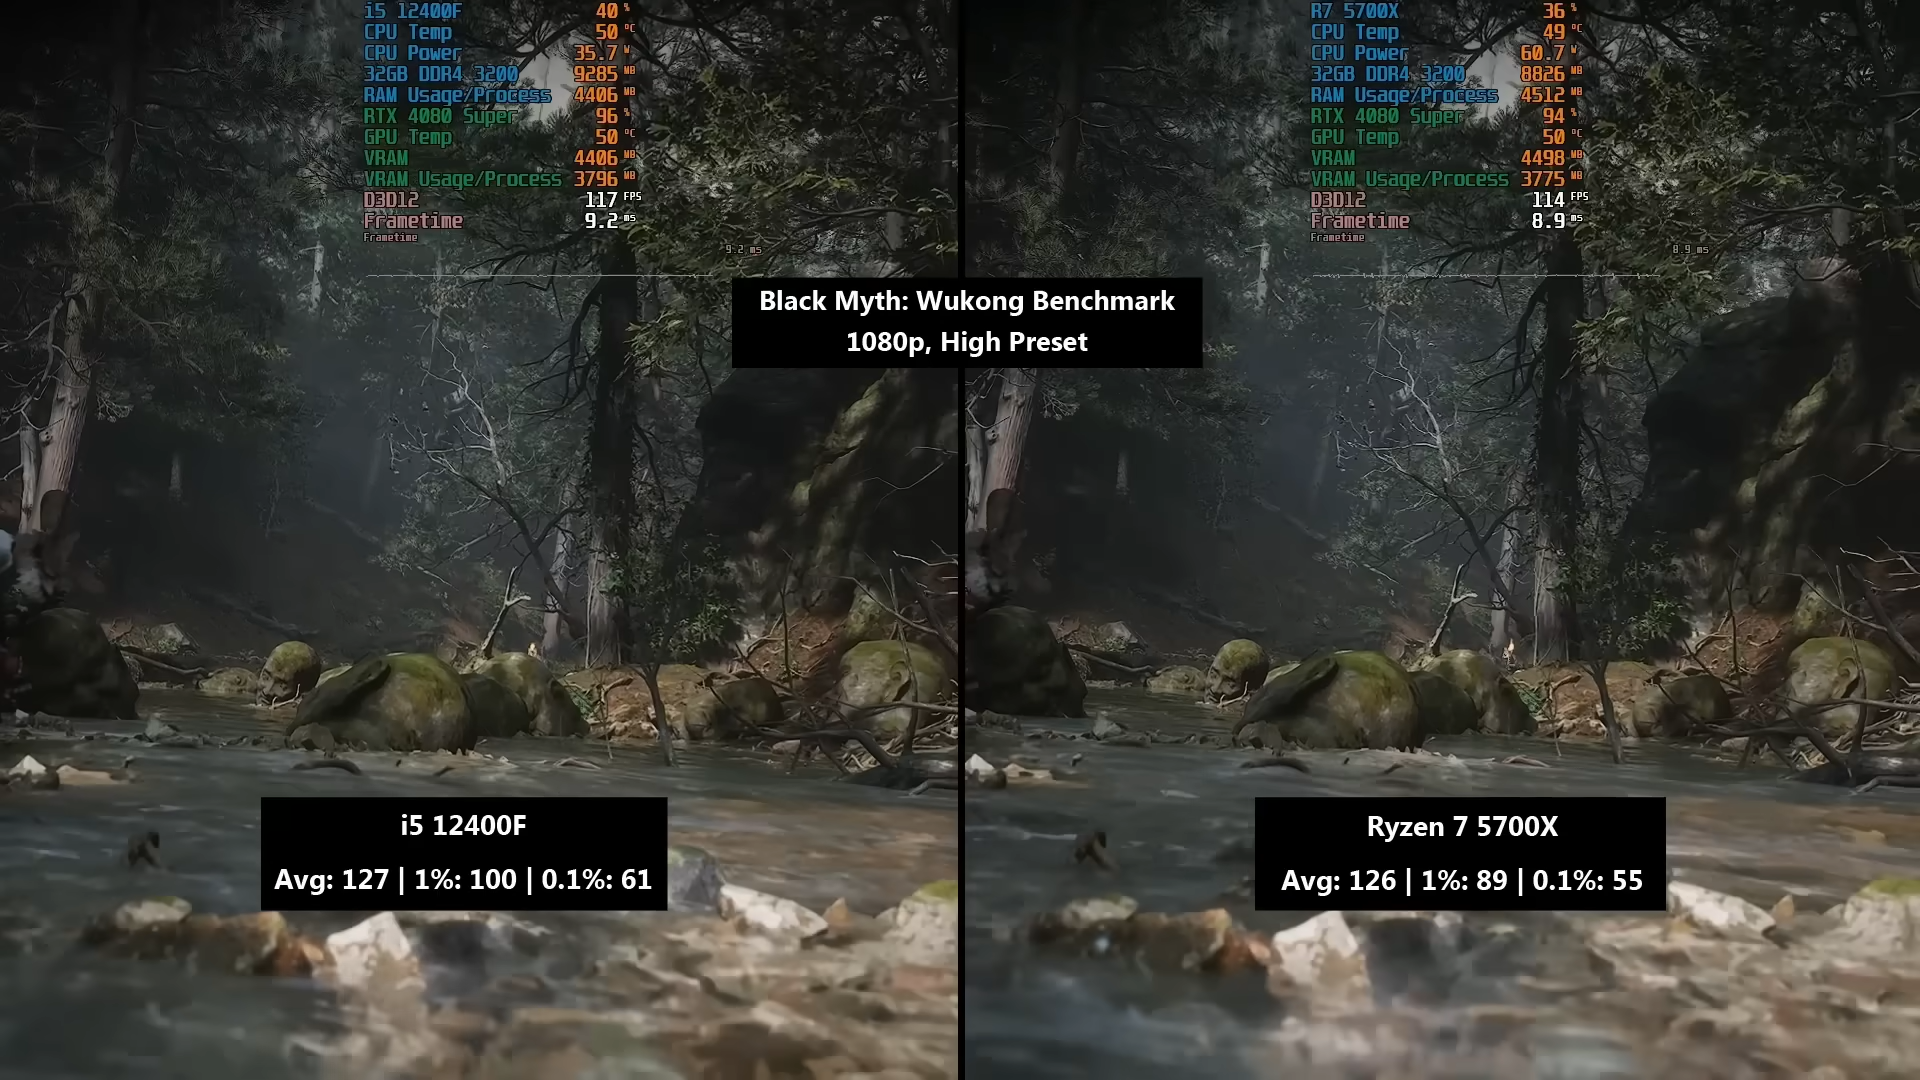 i5 12400F 40 %
CPU Temp 50 °C
CPU Power 35.7 W
32GB DDR4 3200 9285 MB
RAM Usage/Process 4406 MB
RTX 4080 Super 96 %
GPU Temp 50 °C
VRAM 4406 MB
VRAM Usage/Process 3796 MB
D3D12 117 FPS
Frametime 9.2 ms
Frametime
9.2 ms
R7 5700X 36 %
CPU Temp 49 °C
CPU Power 60.7 W
32GB DDR4 3200 8826 MB
RAM Usage/Process 4512 MB
RTX 4080 Super 94 %
GPU Temp 50 °C
VRAM 4498 MB
VRAM Usage/Process 3775 MB
D3D12 114 FPS
Frametime 8.9 ms
Frametime
8.9 ms
Black Myth: Wukong Benchmark
1080p, High Preset
i5 12400F
Avg: 127 | 1%: 100 | 0.1%: 61
Ryzen 7 5700X
Avg: 126 | 1%: 89 | 0.1%: 55